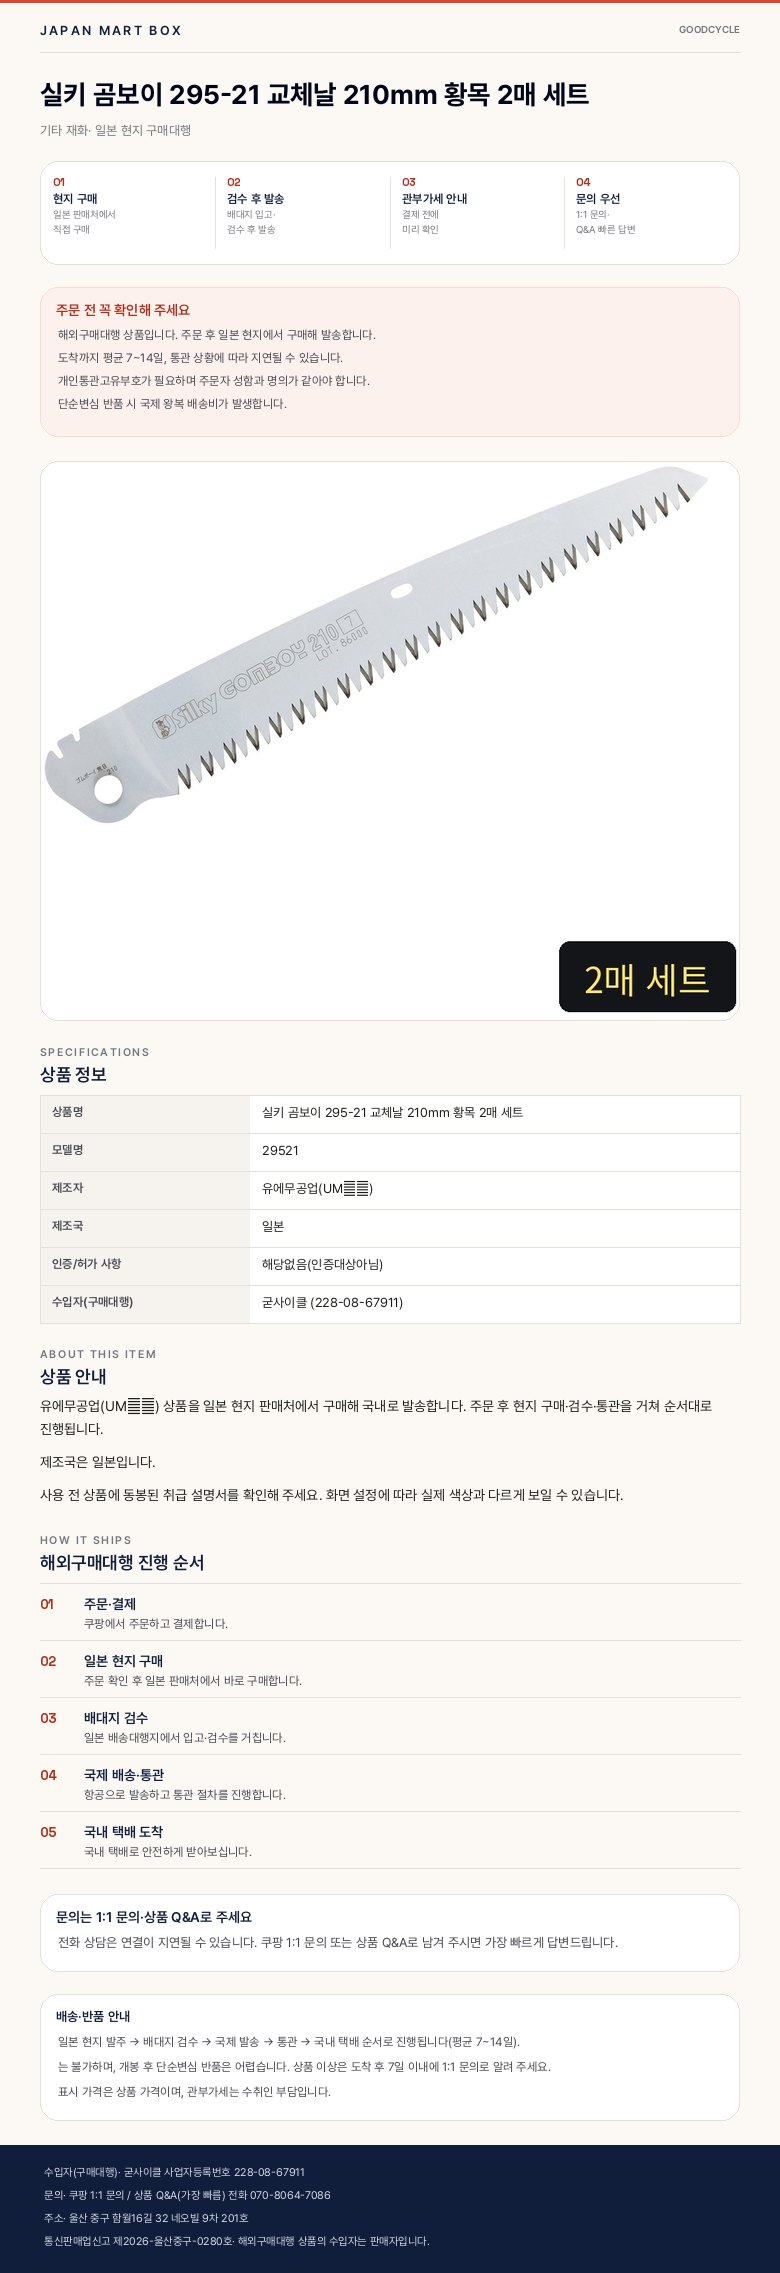 JAPAN MART BOX
GOODCYCLE
실키 곰보이 295-21 교체날 210mm 황목 2매 세트
기타 재화· 일본 현지 구매대행
01
현지 구매
일본 판매처에서
직접 구매
02
검수 후 발송
배대지 입고·
검수 후 발송
03
관부가세 안내
결제 전에
미리 확인
04
문의 우선
1:1 문의·
Q&A 빠른 답변
주문 전 꼭 확인해 주세요
해외구매대행 상품입니다. 주문 후 일본 현지에서 구매해 발송합니다.
도착까지 평균 7~14일, 통관 상황에 따라 지연될 수 있습니다.
개인통관고유부호가 필요하며 주문자 성함과 명의가 같아야 합니다.
단순변심 반품 시 국제 왕복 배송비가 발생합니다.
Silky GOMBOY 210 7
LOT. 86011
ゴムボーイ 荒目
210
2매 세트
SPECIFICATIONS
상품 정보
상품명 실키 곰보이 295-21 교체날 210mm 황목 2매 세트
모델명 29521
제조자 유에무공업(UM)
제조국 일본
인증/허가 사항 해당없음(인증대상아님)
수입자(구매대행) 굳사이클 (228-08-67911)
ABOUT THIS ITEM
상품 안내
유에무공업(UM) 상품을 일본 현지 판매처에서 구매해 국내로 발송합니다. 주문 후 현지 구매·검수·통관을 거쳐 순서대로
진행됩니다.
제조국은 일본입니다.
사용 전 상품에 동봉된 취급 설명서를 확인해 주세요. 화면 설정에 따라 실제 색상과 다르게 보일 수 있습니다.
HOW IT SHIPS
해외구매대행 진행 순서
01 주문·결제
쿠팡에서 주문하고 결제합니다.
02 일본 현지 구매
주문 확인 후 일본 판매처에서 바로 구매합니다.
03 배대지 검수
일본 배송대행지에서 입고·검수를 거칩니다.
04 국제 배송·통관
항공으로 발송하고 통관 절차를 진행합니다.
05 국내 택배 도착
국내 택배로 안전하게 받아보십니다.
문의는 1:1 문의·상품 Q&A로 주세요
전화 상담은 연결이 지연될 수 있습니다. 쿠팡 1:1 문의 또는 상품 Q&A로 남겨 주시면 가장 빠르게 답변드립니다.
배송·반품 안내
일본 현지 발주 → 배대지 검수 → 국제 발송 → 통관 → 국내 택배 순서로 진행됩니다(평균 7~14일).
는 불가하며, 개봉 후 단순변심 반품은 어렵습니다. 상품 이상은 도착 후 7일 이내에 1:1 문의로 알려 주세요.
표시 가격은 상품 가격이며, 관부가세는 수취인 부담입니다.
수입자(구매대행)· 굳사이클 사업자등록번호 228-08-67911
문의· 쿠팡 1:1 문의 / 상품 Q&A(가장 빠름) 전화 070-8064-7086
주소· 울산 중구 함월16길 32 네오빌 9차 201호
통신판매업신고 제2026-울산중구-0280호· 해외구매대행 상품의 수입자는 판매자입니다.